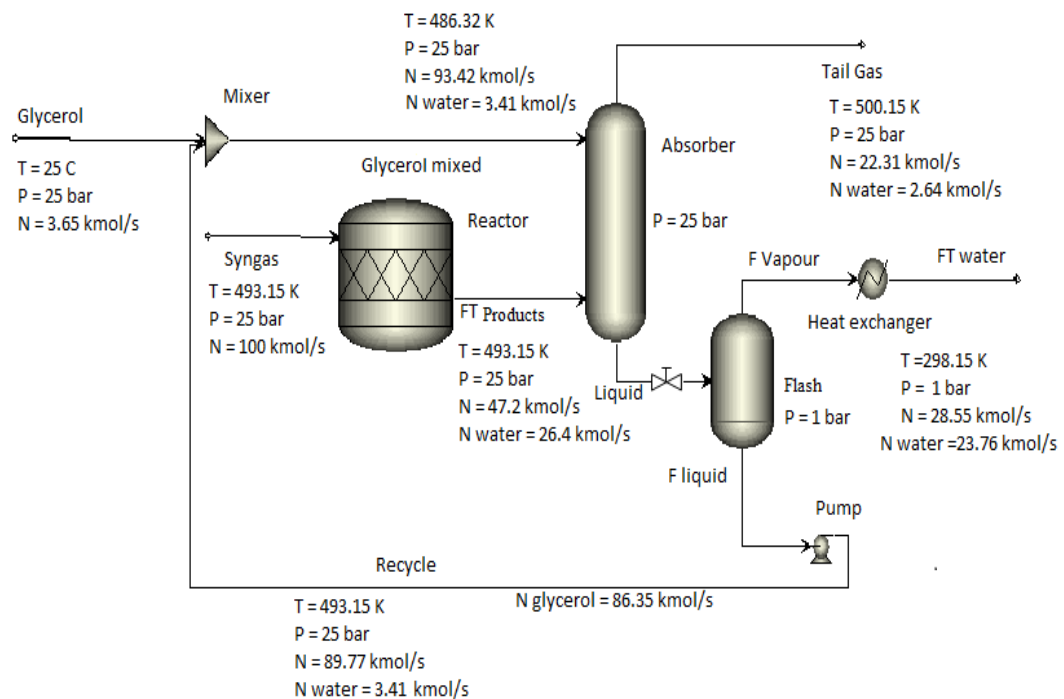 T = 486.32 K
P = 25 bar
N = 93.42 kmol/s
N water = 3.41 kmol/s
Tail Gas
T = 500.15 K
P = 25 bar
N = 22.31 kmol/s
N water = 2.64 kmol/s
Mixer
Glycerol
T = 25 C
P = 25 bar
N = 3.65 kmol/s
Glycerol mixed
Absorber
P = 25 bar
Reactor
Syngas
T = 493.15 K
P = 25 bar
N = 100 kmol/s
FT Products
T = 493.15 K
P = 25 bar
N = 47.2 kmol/s
N water = 26.4 kmol/s
F Vapour
FT water
Heat exchanger
T =298.15 K
P = 1 bar
N = 28.55 kmol/s
N water =23.76 kmol/s
Liquid
Flash
P = 1 bar
F liquid
Pump
Recycle
N glycerol = 86.35 kmol/s
T = 493.15 K
P = 25 bar
N = 89.77 kmol/s
N water = 3.41 kmol/s